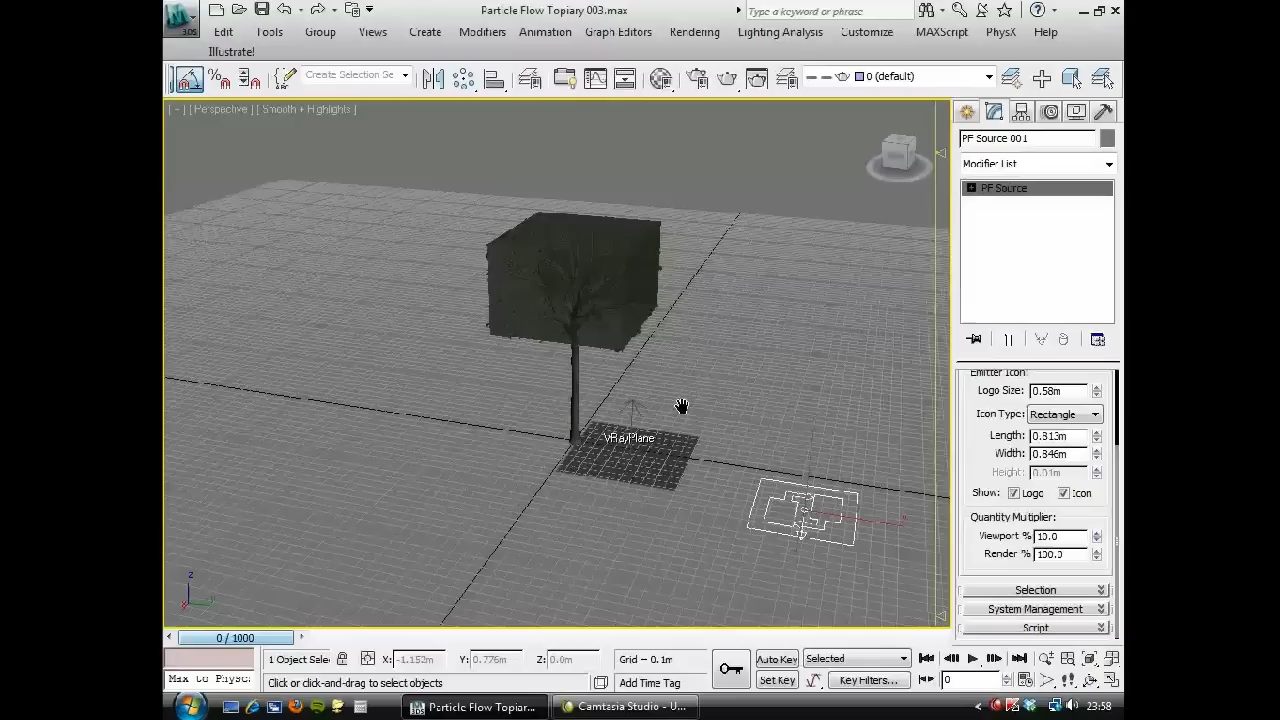 Particle Flow Topiary 003.max
Type a keyword or phrase
Edit Tools Group Views Create Modifiers Animation Graph Editors Rendering Lighting Analysis Customize MAXScript PhysX Help
Illustrate!
Create Selection Se
0 (default)
[ + ] [ Perspective ] [ Smooth + Highlights ]
PF Source 001
Modifier List
PF Source
VRayPlane
Emitter Icon:
Logo Size: 0.58m
Icon Type: Rectangle
Length: 0.813m
Width: 0.846m
Height: 0.01m
Show: Logo Icon
Quantity Multiplier:
Viewport % 10.0
Render % 100.0
Selection
System Management
Script
z
0 / 1000
1 Object Selec
X: -1.152m
Y: 0.776m
Z: 0.0m
Grid = 0.1m
Auto Key
Selected
Max to Physc:
Click or click-and-drag to select objects
Add Time Tag
Set Key
Key Filters...
0
Particle Flow Topiar...
Camtasia Studio - U...
23:58